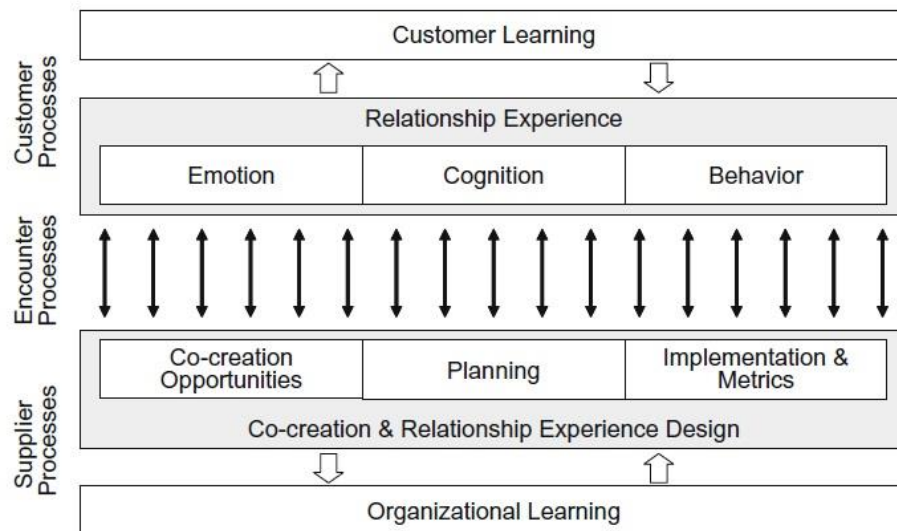 Customer Learning
Customer
Processes
Relationship Experience
Emotion
Cognition
Behavior
Encounter
Processes
Co-creation
Opportunities
Planning
Implementation &
Metrics
Co-creation & Relationship Experience Design
Supplier
Processes
Organizational Learning